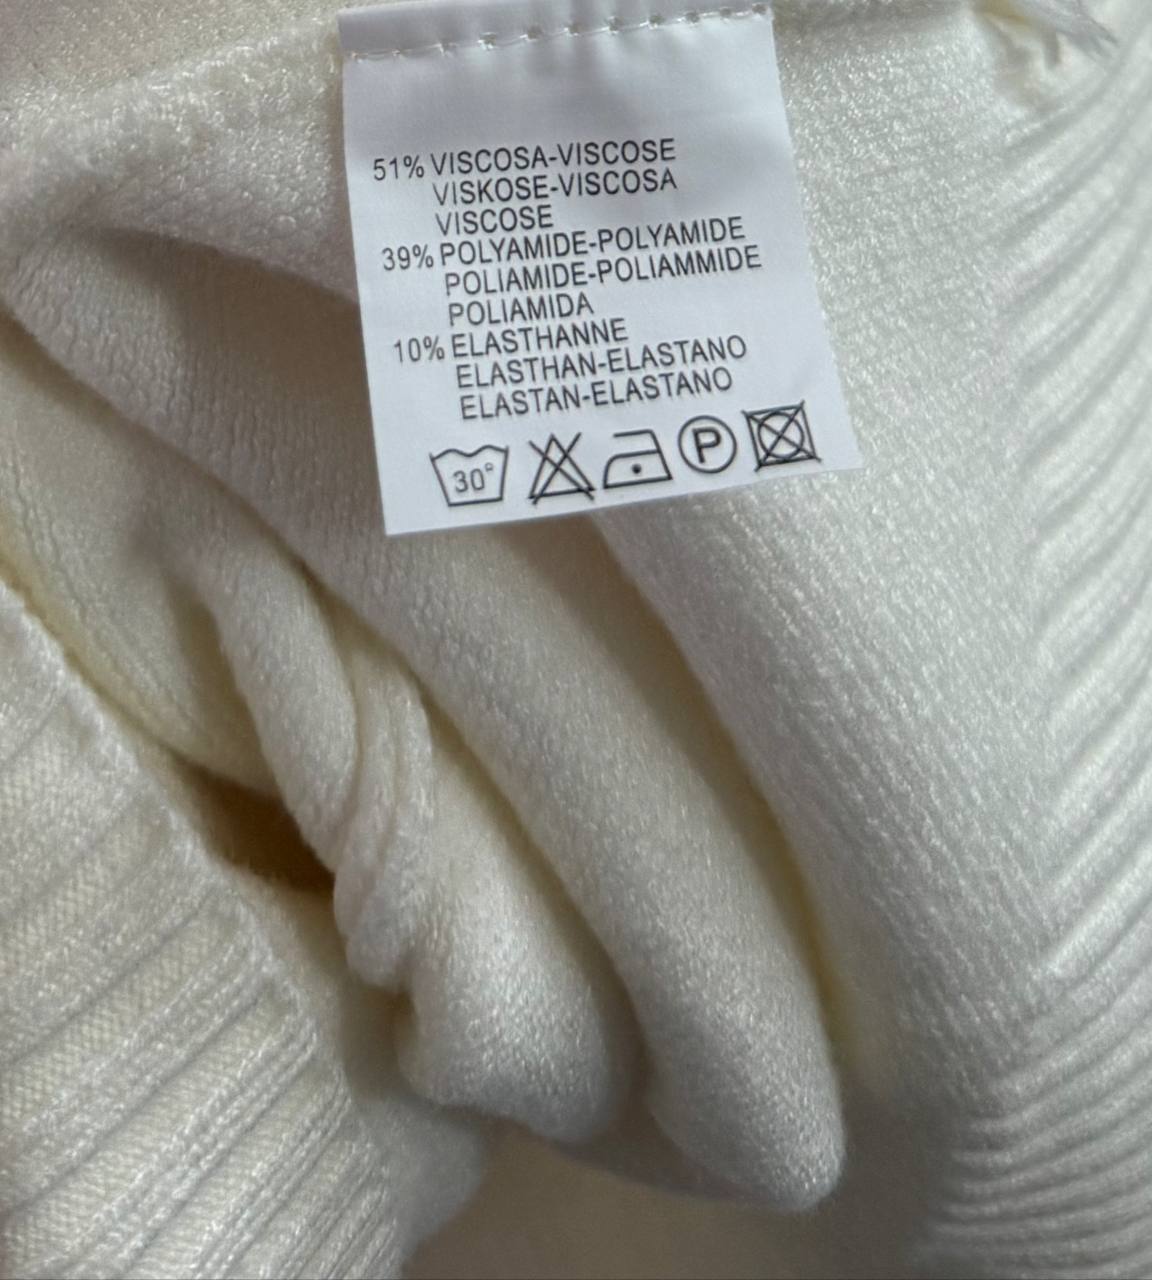 51% VISCOSA-VISCOSE
VISKOSE-VISCOSA
VISCOSE
39% POLYAMIDE-POLYAMIDE
POLIAMIDE-POLIAMMIDE
POLIAMIDA
10% ELASTHANNE
ELASTHAN-ELASTANO
ELASTAN-ELASTANO
30° P